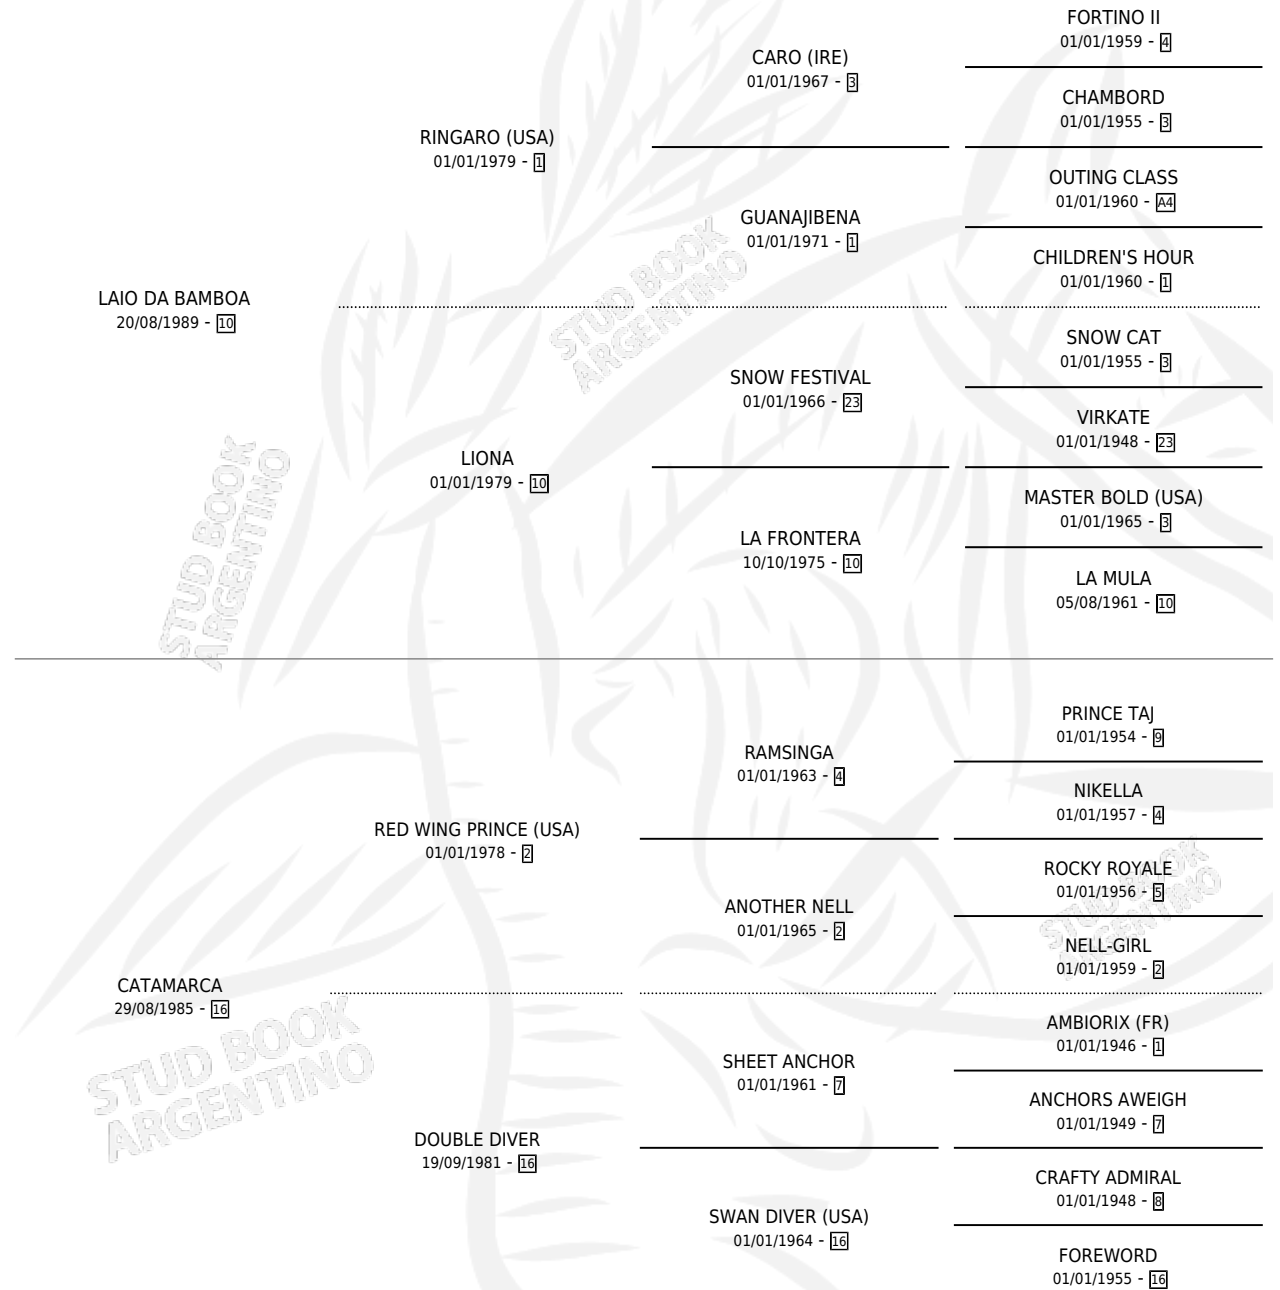 FORTINO II
01/01/1959 - 4
CARO (IRE)
01/01/1967 - 3
CHAMBORD
01/01/1955 - 3
RINGARO (USA)
01/01/1979 - 1
OUTING CLASS
01/01/1960 - A4
GUANAJIBENA
01/01/1971 - 1
CHILDREN'S HOUR
01/01/1960 - 1
LAIO DA BAMBOA
20/08/1989 - 10
STUD BOOK
ARGENTINO
SNOW CAT
01/01/1955 - 3
SNOW FESTIVAL
01/01/1966 - 23
VIRKATE
01/01/1948 - 23
LIONA
01/01/1979 - 10
MASTER BOLD (USA)
01/01/1965 - 3
LA FRONTERA
10/10/1975 - 10
LA MULA
05/08/1961 - 10
STUD BOOK
ARGENTINO
PRINCE TAJ
01/01/1954 - 9
RAMSINGA
01/01/1963 - 4
NIKELLA
01/01/1957 - 4
RED WING PRINCE (USA)
01/01/1978 - 2
ROCKY ROYALE
01/01/1956 - 5
ANOTHER NELL
01/01/1965 - 2
NELL-GIRL
01/01/1959 - 2
STUD BOOK
ARGENTINO
CATAMARCA
29/08/1985 - 16
AMBIORIX (FR)
01/01/1946 - 1
SHEET ANCHOR
01/01/1961 - 7
ANCHORS AWEIGH
01/01/1949 - 7
STUD BOOK
ARGENTINO
DOUBLE DIVER
19/09/1981 - 16
CRAFTY ADMIRAL
01/01/1948 - 8
SWAN DIVER (USA)
01/01/1964 - 16
FOREWORD
01/01/1955 - 16